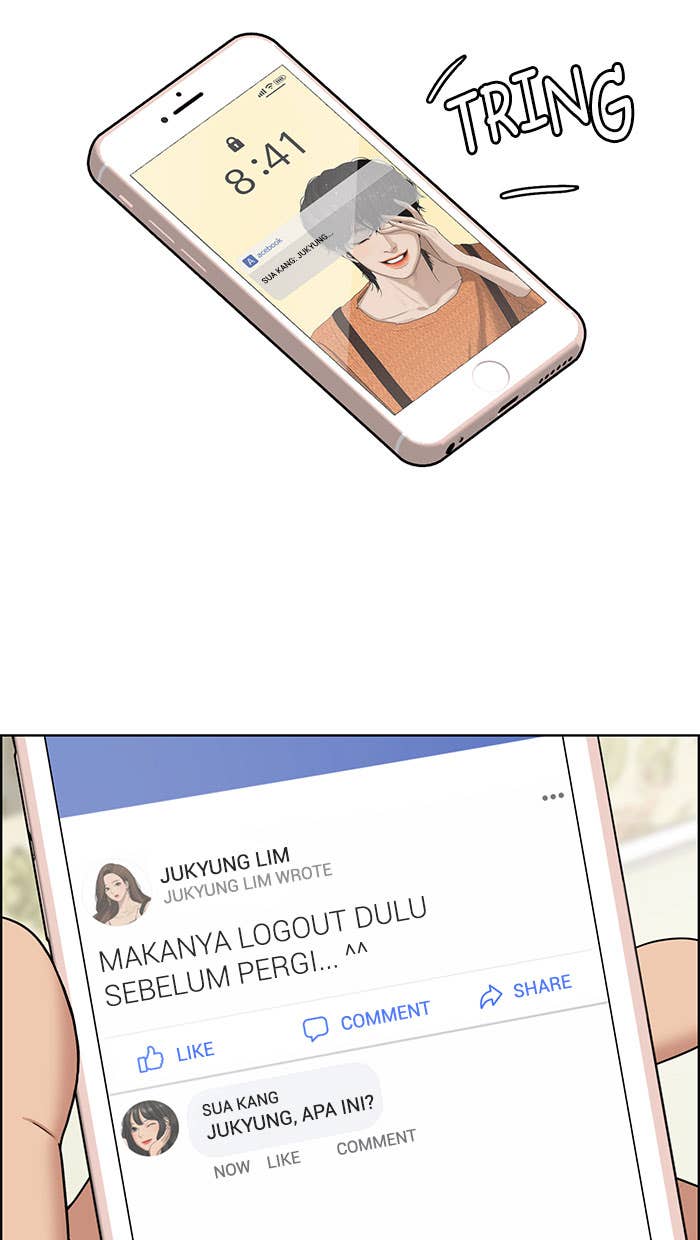 TRING
8:41
A acebook
SUA KANG: JUKYUNG...
JUKYUNG LIM
JUKYUNG LIM WROTE
MAKANYA LOGOUT DULU
SEBELUM PERGI... ^^
LIKE COMMENT SHARE
SUA KANG
JUKYUNG, APA INI?
NOW LIKE COMMENT